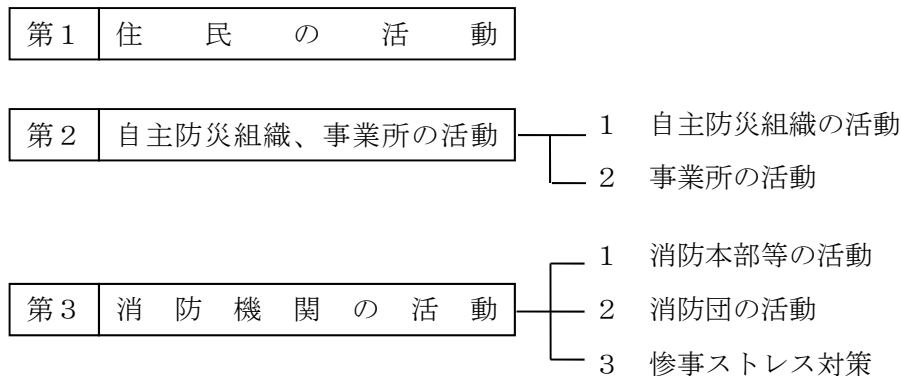 第１ 住民の活動
第２ 自主防災組織、事業所の活動
１ 自主防災組織の活動
２ 事業所の活動
第３ 消防機関の活動
１ 消防本部等の活動
２ 消防団の活動
３ 惨事ストレス対策